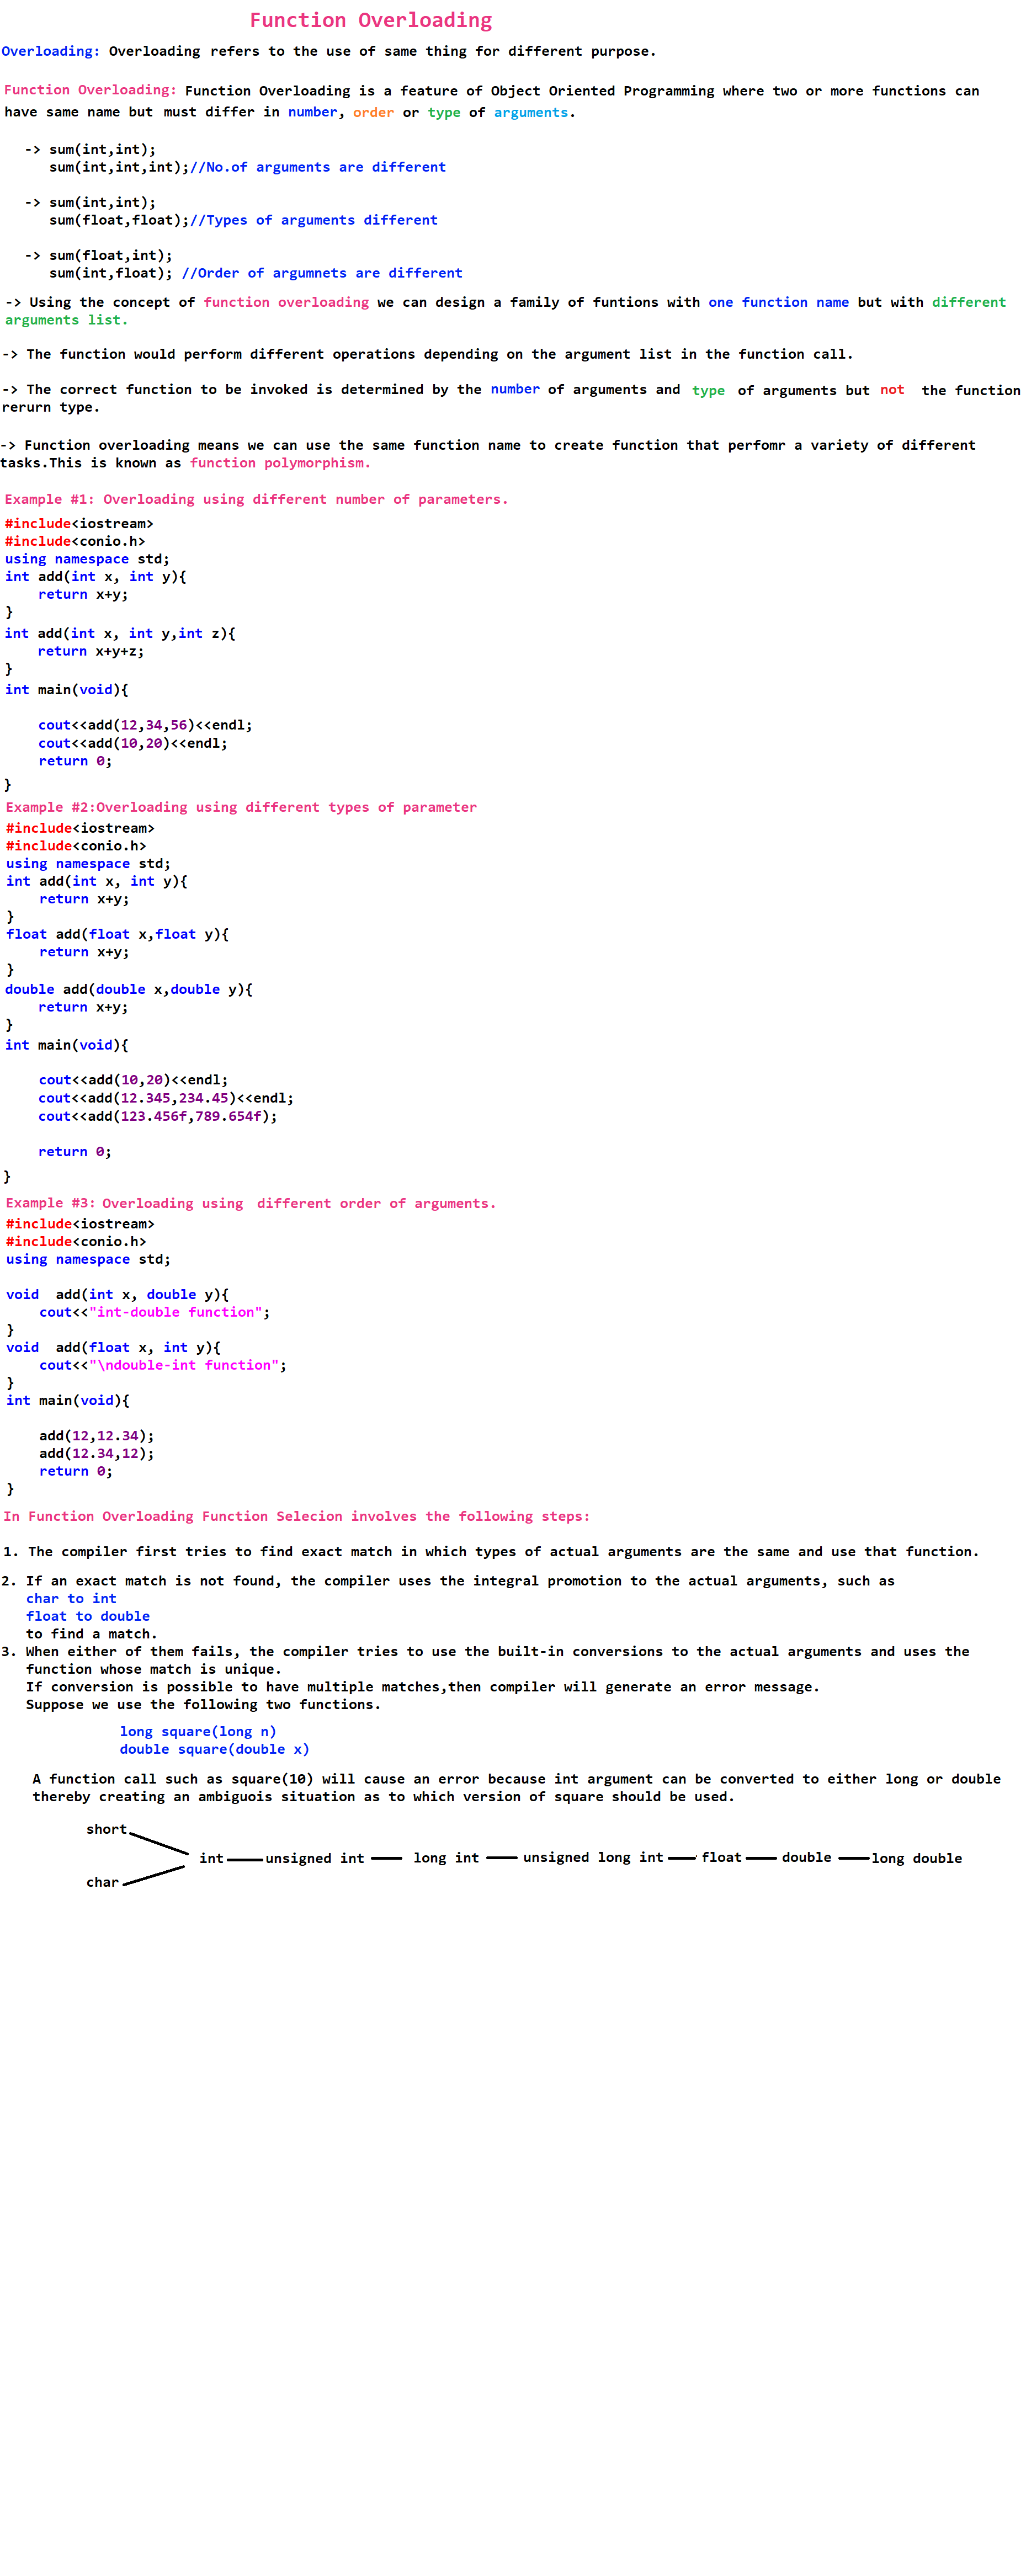 Function Overloading
Overloading: Overloading refers to the use of same thing for different purpose.
Function Overloading: Function Overloading is a feature of Object Oriented Programming where two or more functions can
have same name but must differ in number, order or type of arguments.
-> sum(int,int);
sum(int,int,int);//No.of arguments are different
-> sum(int,int);
sum(float,float);//Types of arguments different
-> sum(float,int);
sum(int,float); //Order of argumnets are different
-> Using the concept of function overloading we can design a family of funtions with one function name but with different
arguments list.
-> The function would perform different operations depending on the argument list in the function call.
-> The correct function to be invoked is determined by the number of arguments and type of arguments but not the function
rerurn type.
-> Function overloading means we can use the same function name to create function that perfomr a variety of different
tasks.This is known as function polymorphism.
Example #1: Overloading using different number of parameters.
#include<iostream>
#include<conio.h>
using namespace std;
int add(int x, int y){
return x+y;
}
int add(int x, int y,int z){
return x+y+z;
}
int main(void){
cout<<add(12,34,56)<<endl;
cout<<add(10,20)<<endl;
return 0;
}
Example #2:Overloading using different types of parameter
#include<iostream>
#include<conio.h>
using namespace std;
int add(int x, int y){
return x+y;
}
float add(float x,float y){
return x+y;
}
double add(double x,double y){
return x+y;
}
int main(void){
cout<<add(10,20)<<endl;
cout<<add(12.345,234.45)<<endl;
cout<<add(123.456f,789.654f);
return 0;
}
Example #3: Overloading using different order of arguments.
#include<iostream>
#include<conio.h>
using namespace std;
void add(int x, double y){
cout<<"int-double function";
}
void add(float x, int y){
cout<<"\ndouble-int function";
}
int main(void){
add(12,12.34);
add(12.34,12);
return 0;
}
In Function Overloading Function Selecion involves the following steps:
1. The compiler first tries to find exact match in which types of actual arguments are the same and use that function.
2. If an exact match is not found, the compiler uses the integral promotion to the actual arguments, such as
char to int
float to double
to find a match.
3. When either of them fails, the compiler tries to use the built-in conversions to the actual arguments and uses the
function whose match is unique.
If conversion is possible to have multiple matches,then compiler will generate an error message.
Suppose we use the following two functions.
long square(long n)
double square(double x)
A function call such as square(10) will cause an error because int argument can be converted to either long or double
thereby creating an ambiguois situation as to which version of square should be used.
short
int unsigned int long int unsigned long int float double long double
char